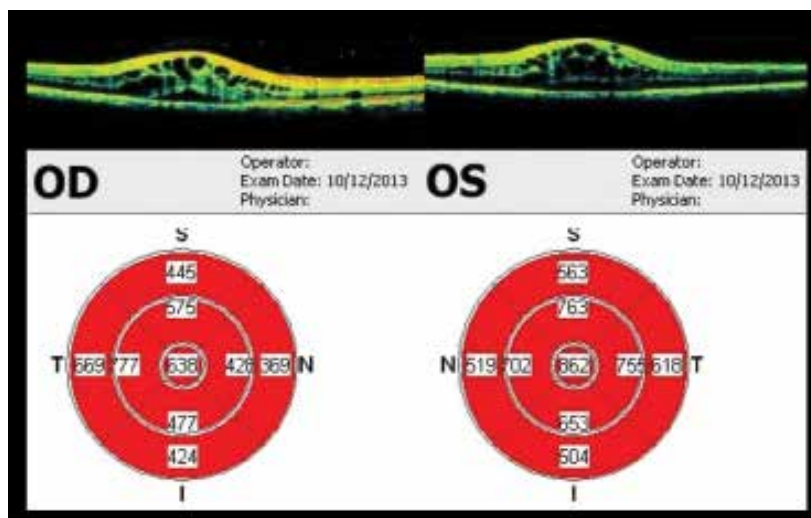 OD
Operator:
Exam Date: 10/12/2013
Physician:
OS
Operator:
Exam Date: 10/12/2013
Physician:
S
445
575
T 669 777 638 426 369 N
477
424
I
S
563
763
N 519 702 862 755 618 T
653
504
I